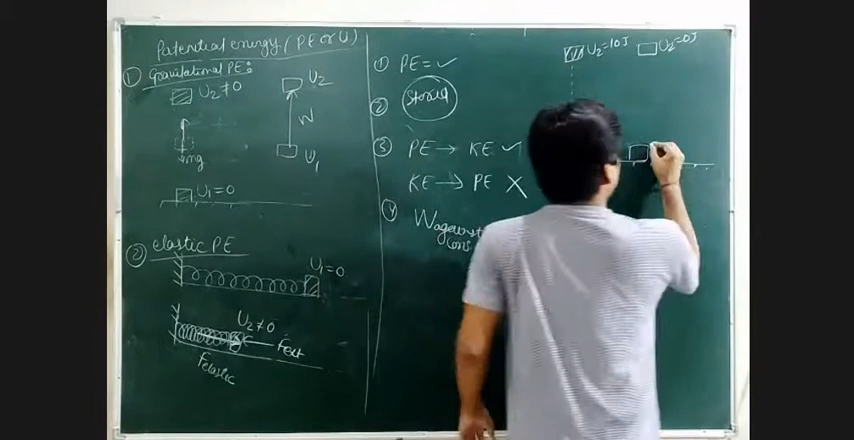 Potential energy (PE or U)
① Gravitational PE:
U₂≠0
U₂
W
mg
U₁
U₁=0
② elastic PE
U₁=0
U₂≠0
Fext
Felastic
① PE = ✓
② Stored
③ PE → KE ✓
KE → PE ✗
④ Wagainst
cons
U₂=10J
U₂=0J